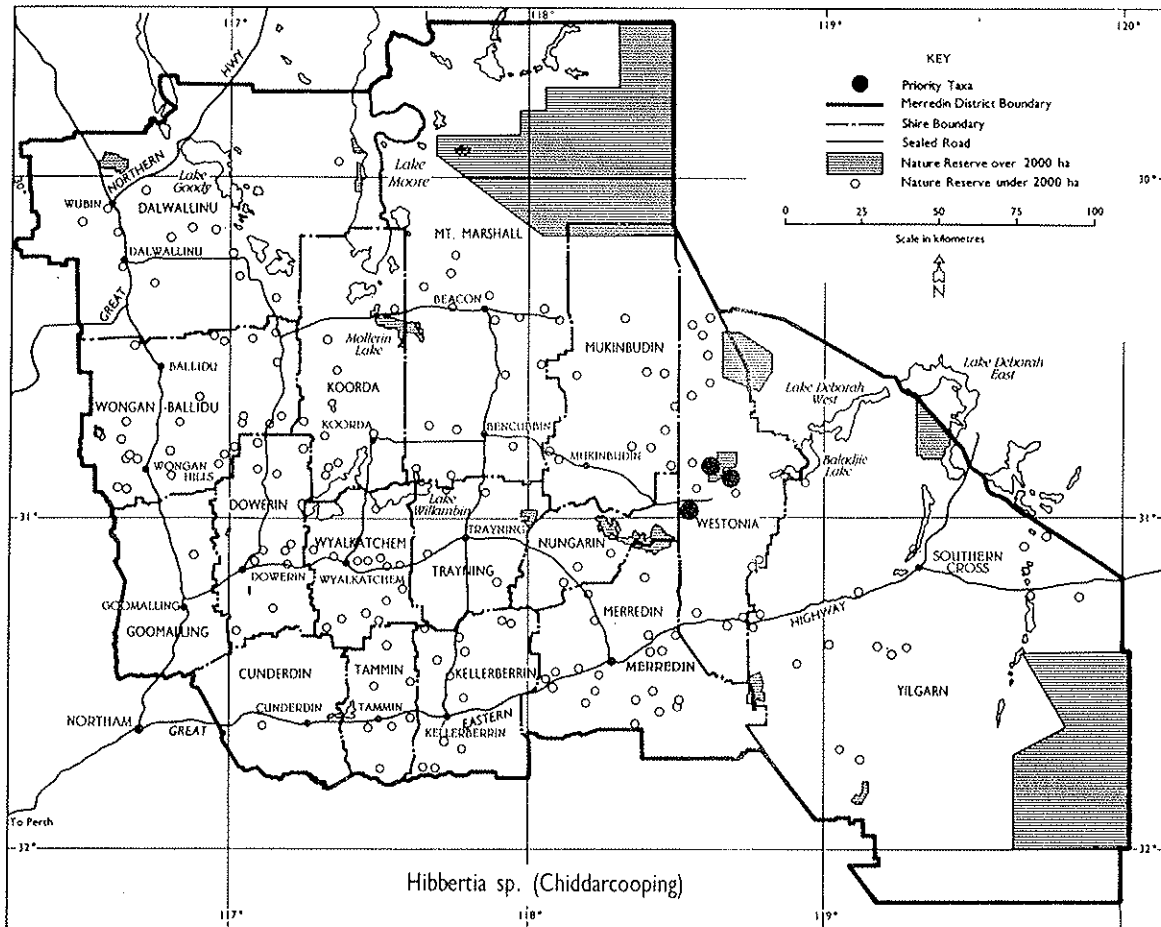 117°
118°
119°
120°
KEY
Priority Taxa
Merredin District Boundary
Shire Boundary
Sealed Road
Nature Reserve over 2000 ha
Nature Reserve under 2000 ha
0 25 50 75 100
Scale in kilometres
N
HWY
NORTHERN
GREAT
Lake Goody
Lake Moore
30°
30°
WUBIN
DALWALLINU
DALWALLINU
MT. MARSHALL
BEACON
Mollerin Lake
MUKINBUDIN
Lake Deborah East
Lake Deborah West
BALLIDU
KOORDA
WONGAN-BALLIDU
KOORDA
BENCUBBIN
MUKINBUDIN
Baladjie Lake
WONGAN HILLS
DOWERIN
Lake Wilkambin
31°
31°
WESTONIA
WYALKATCHEM
TRAYNING
NUNGARIN
SOUTHERN CROSS
DOWERIN
WYALKATCHEM
TRAYNING
GOOMALLING
GOOMALLING
MERREDIN
HIGHWAY
CUNDERDIN
TAMMIN
KELLERBERRIN
MERREDIN
YILGARN
NORTHAM
GREAT
CUNDERDIN
TAMMIN
KELLERBERRIN
EASTERN
To Perth
32°
32°
Hibbertia sp. (Chiddarcooping)
117°
118°
119°